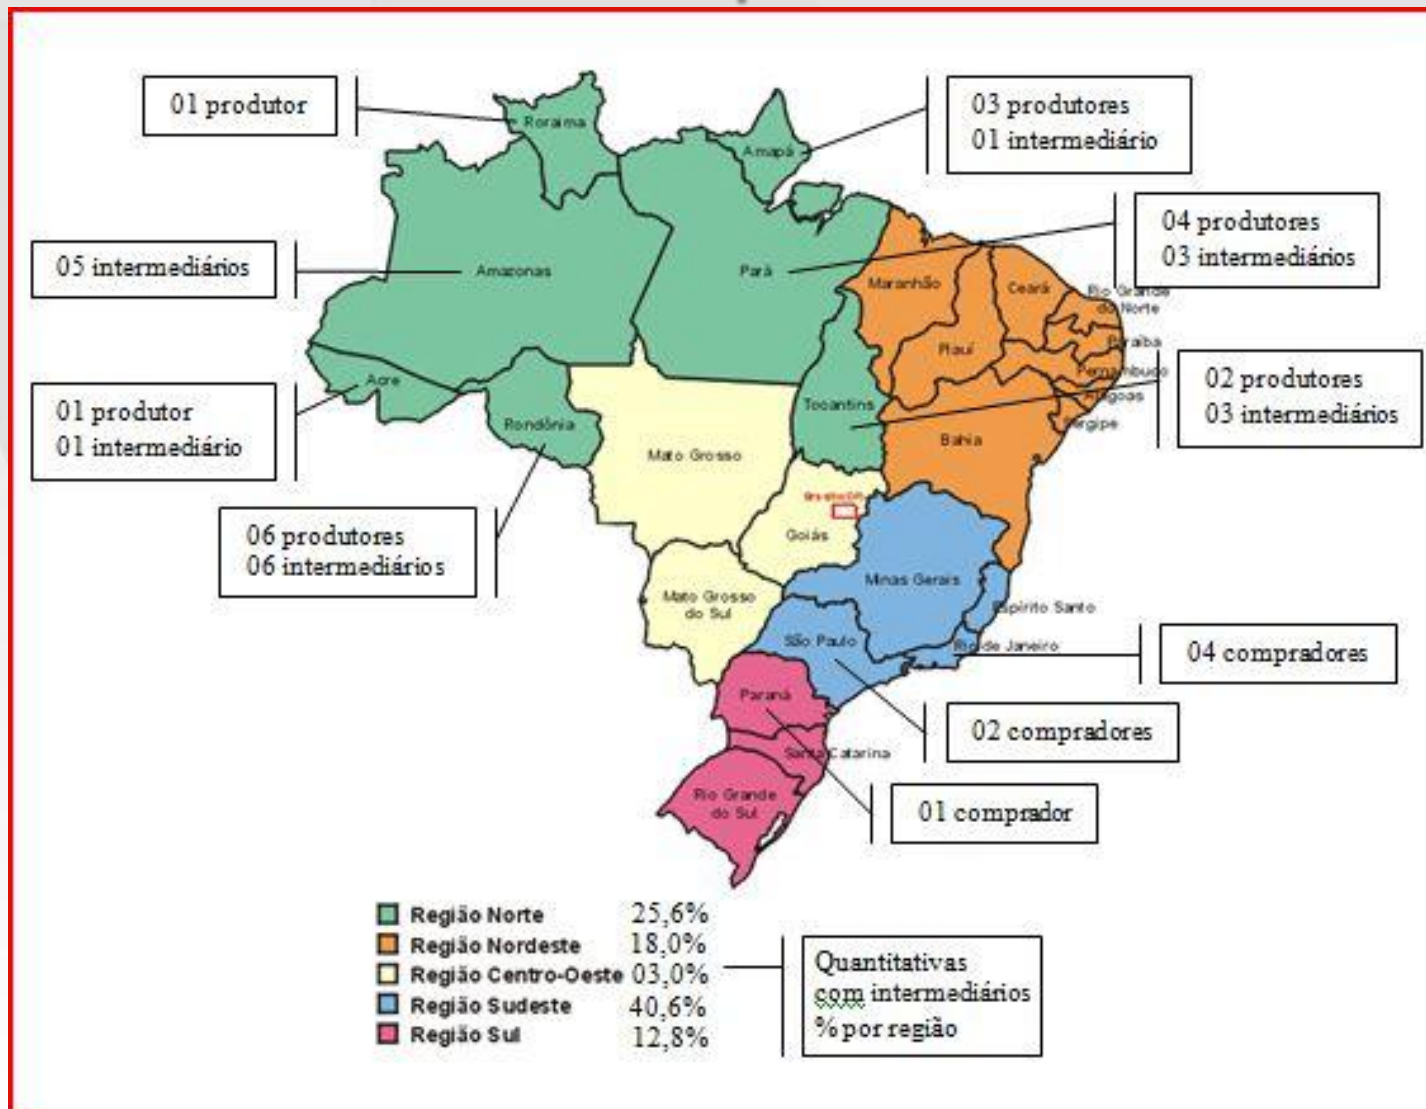 01 produtor
03 produtores
01 intermediário
Roraima
Amapá
04 produtores
03 intermediários
05 intermediários
Amazonas
Pará
Maranhão
Ceará
Rio Grande
do Norte
Piauí
Paraíba
Pernambuco
Alagoas
Sergipe
02 produtores
03 intermediários
Acre
01 produtor
01 intermediário
Tocantins
Rondônia
Bahia
Mato Grosso
Goiás
06 produtores
06 intermediários
Minas Gerais
Mato Grosso
do Sul
Espírito Santo
São Paulo
Rio de Janeiro
04 compradores
Paraná
02 compradores
Santa Catarina
Rio Grande
do Sul
01 comprador
Região Norte 25,6%
Região Nordeste 18,0%
Região Centro-Oeste 03,0%
Região Sudeste 40,6%
Região Sul 12,8%
Quantitativas
com intermediários
% por região